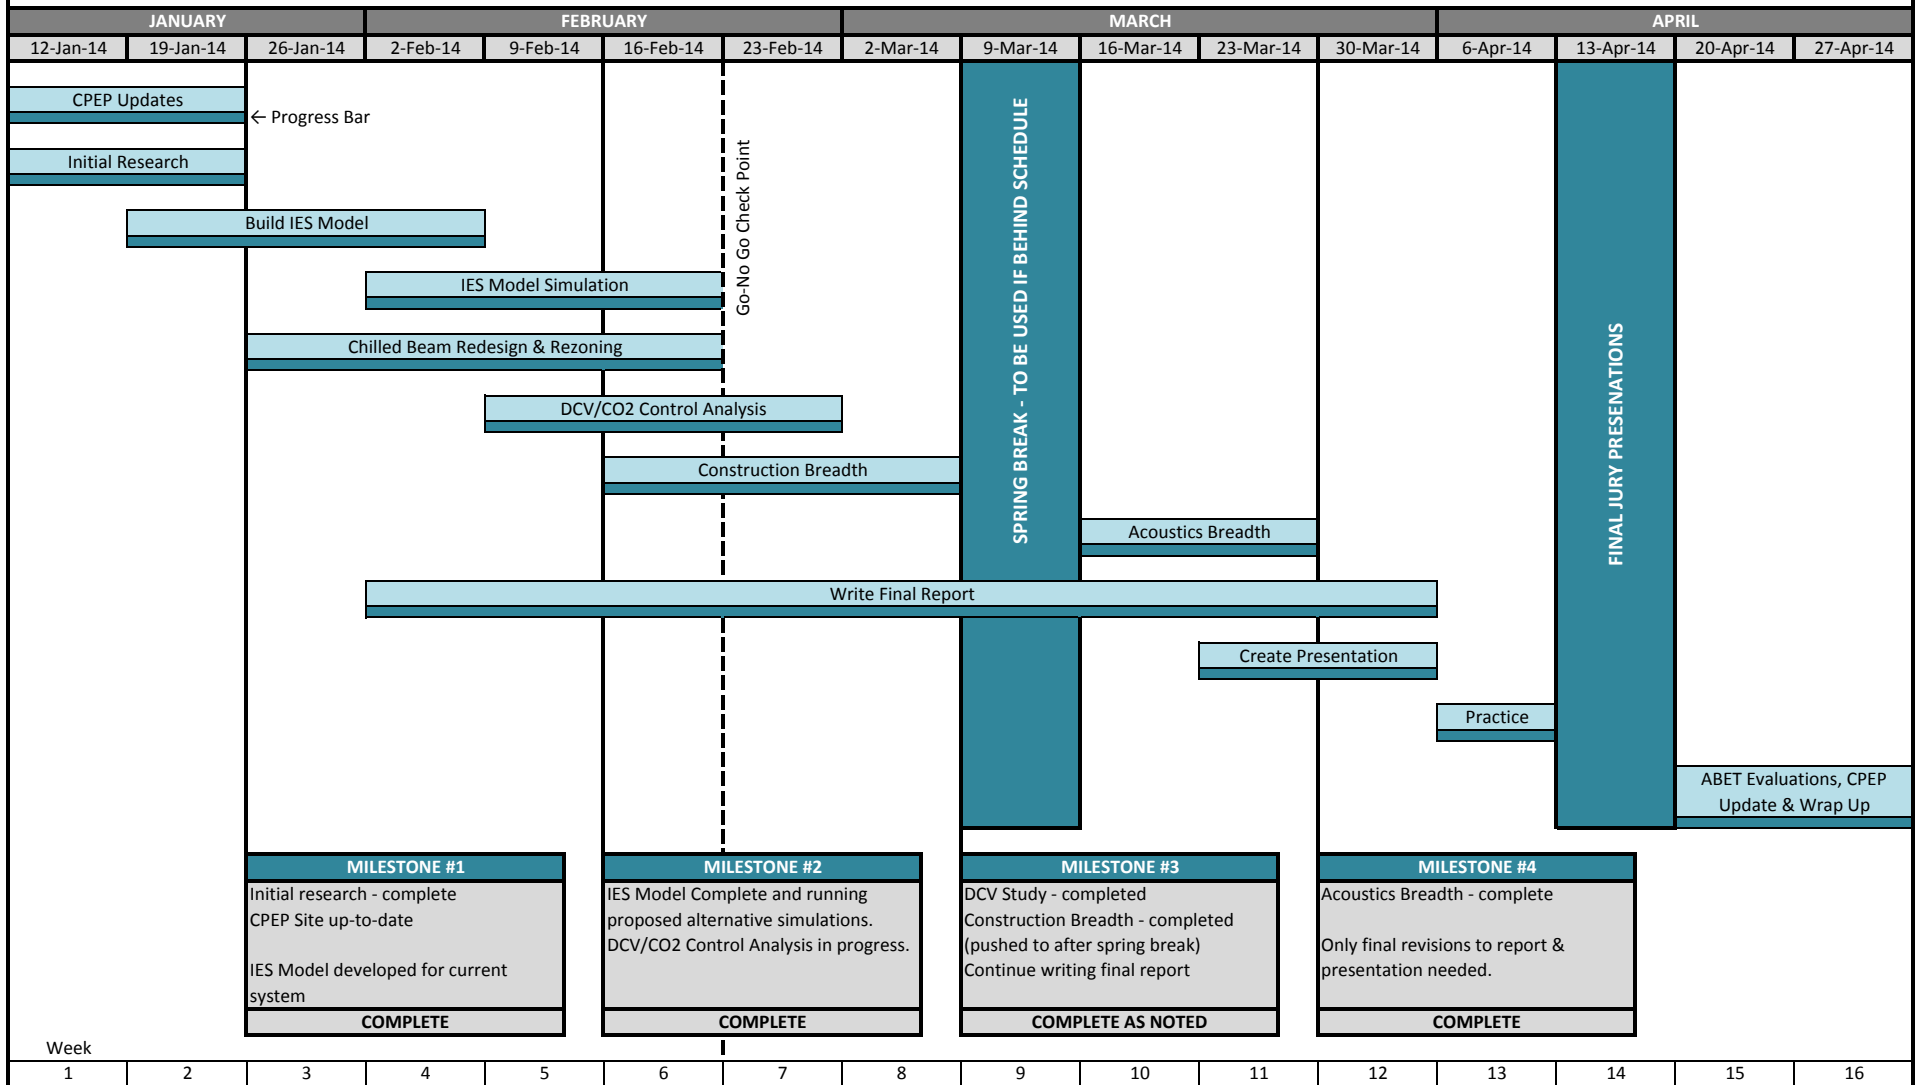 JANUARY FEBRUARY MARCH APRIL
12-Jan-14 19-Jan-14 26-Jan-14 2-Feb-14 9-Feb-14 16-Feb-14 23-Feb-14 2-Mar-14 9-Mar-14 16-Mar-14 23-Mar-14 30-Mar-14 6-Apr-14 13-Apr-14 20-Apr-14 27-Apr-14
CPEP Updates
← Progress Bar
Initial Research
Build IES Model
IES Model Simulation
Go-No Go Check Point
Chilled Beam Redesign & Rezoning
DCV/CO2 Control Analysis
Construction Breadth
SPRING BREAK - TO BE USED IF BEHIND SCHEDULE
Acoustics Breadth
FINAL JURY PRESENATIONS
Write Final Report
Create Presentation
Practice
ABET Evaluations, CPEP
Update & Wrap Up
MILESTONE #1
Initial research - complete
CPEP Site up-to-date
IES Model developed for current
system
COMPLETE
MILESTONE #2
IES Model Complete and running
proposed alternative simulations.
DCV/CO2 Control Analysis in progress.
COMPLETE
MILESTONE #3
DCV Study - completed
Construction Breadth - completed
(pushed to after spring break)
Continue writing final report
COMPLETE AS NOTED
MILESTONE #4
Acoustics Breadth - complete
Only final revisions to report &
presentation needed.
COMPLETE
Week
1 2 3 4 5 6 7 8 9 10 11 12 13 14 15 16